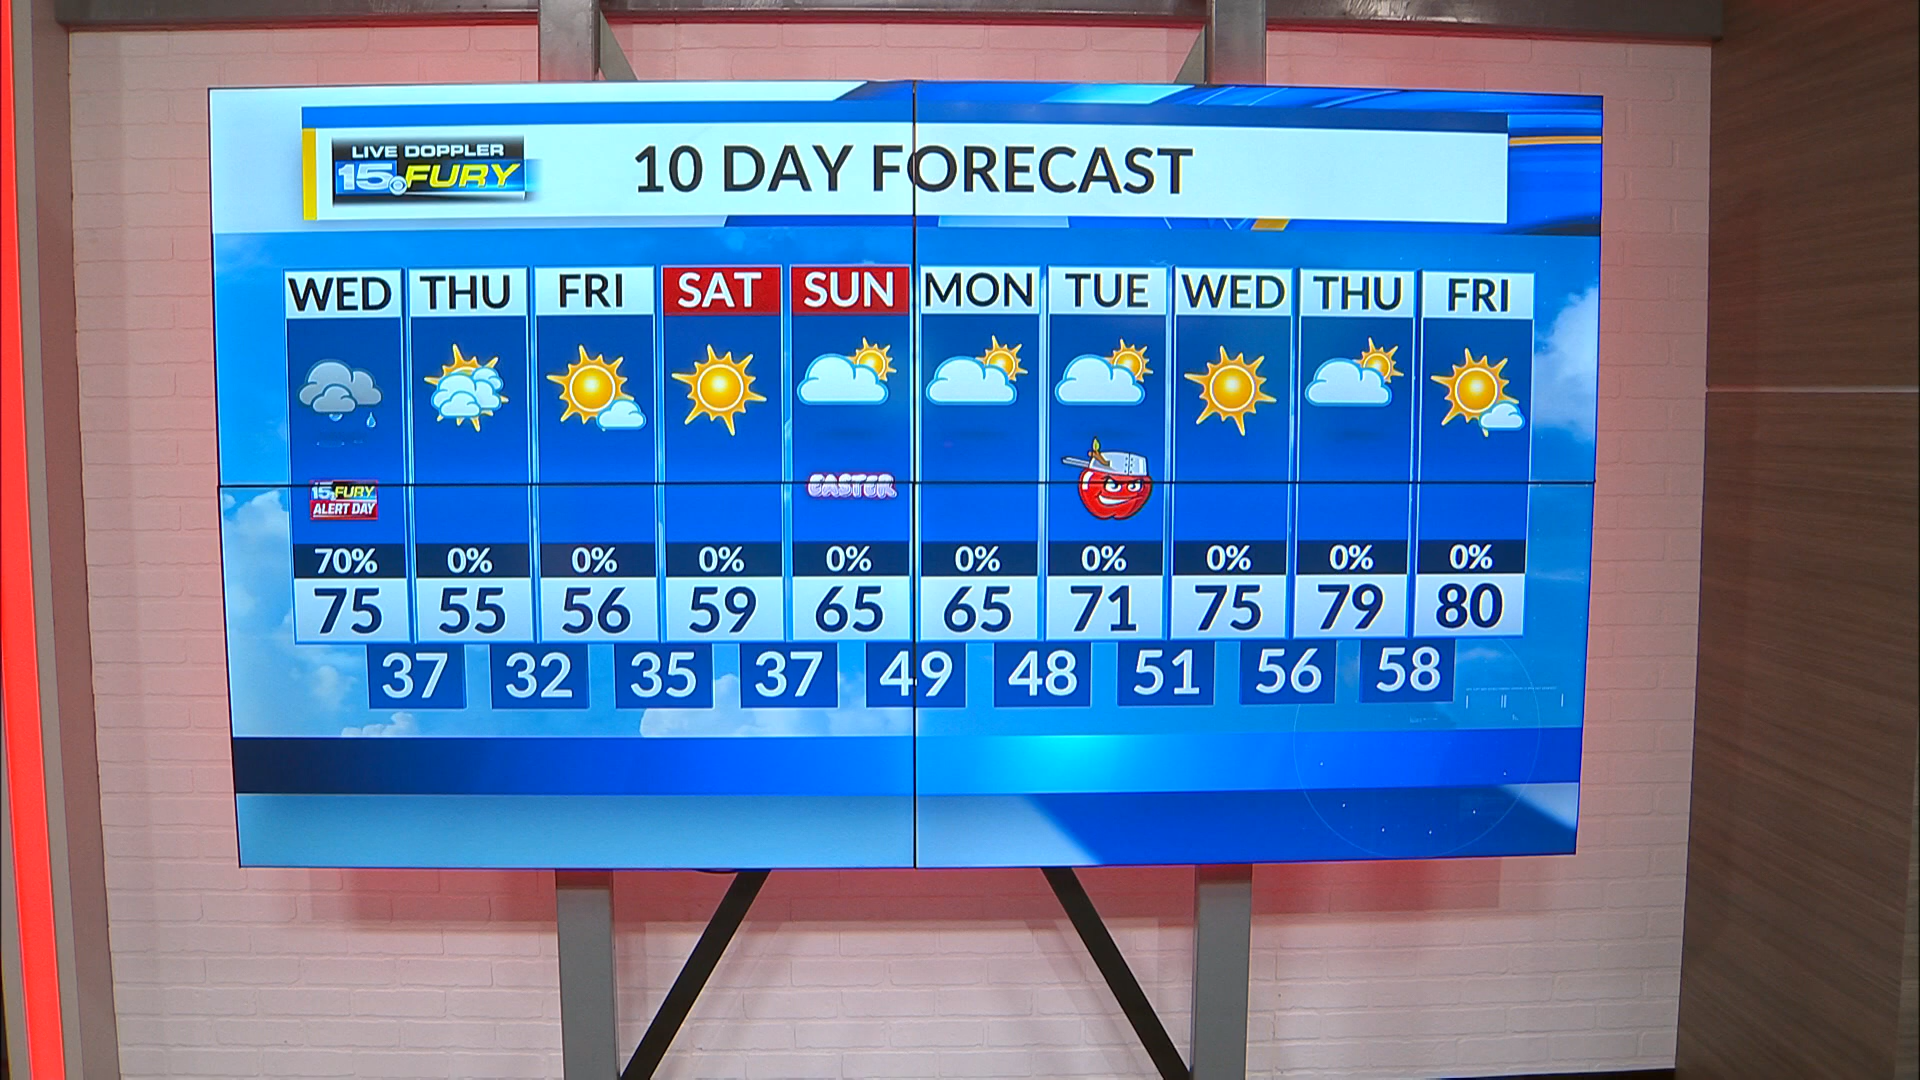 LIVE DOPPLER
15 FURY
10 DAY FORECAST
WED THU FRI SAT SUN MON TUE WED THU FRI
15 FURY
ALERT DAY
EASTER
70% 0% 0% 0% 0% 0% 0% 0% 0% 0%
75 55 56 59 65 65 71 75 79 80
37 32 35 37 49 48 51 56 58